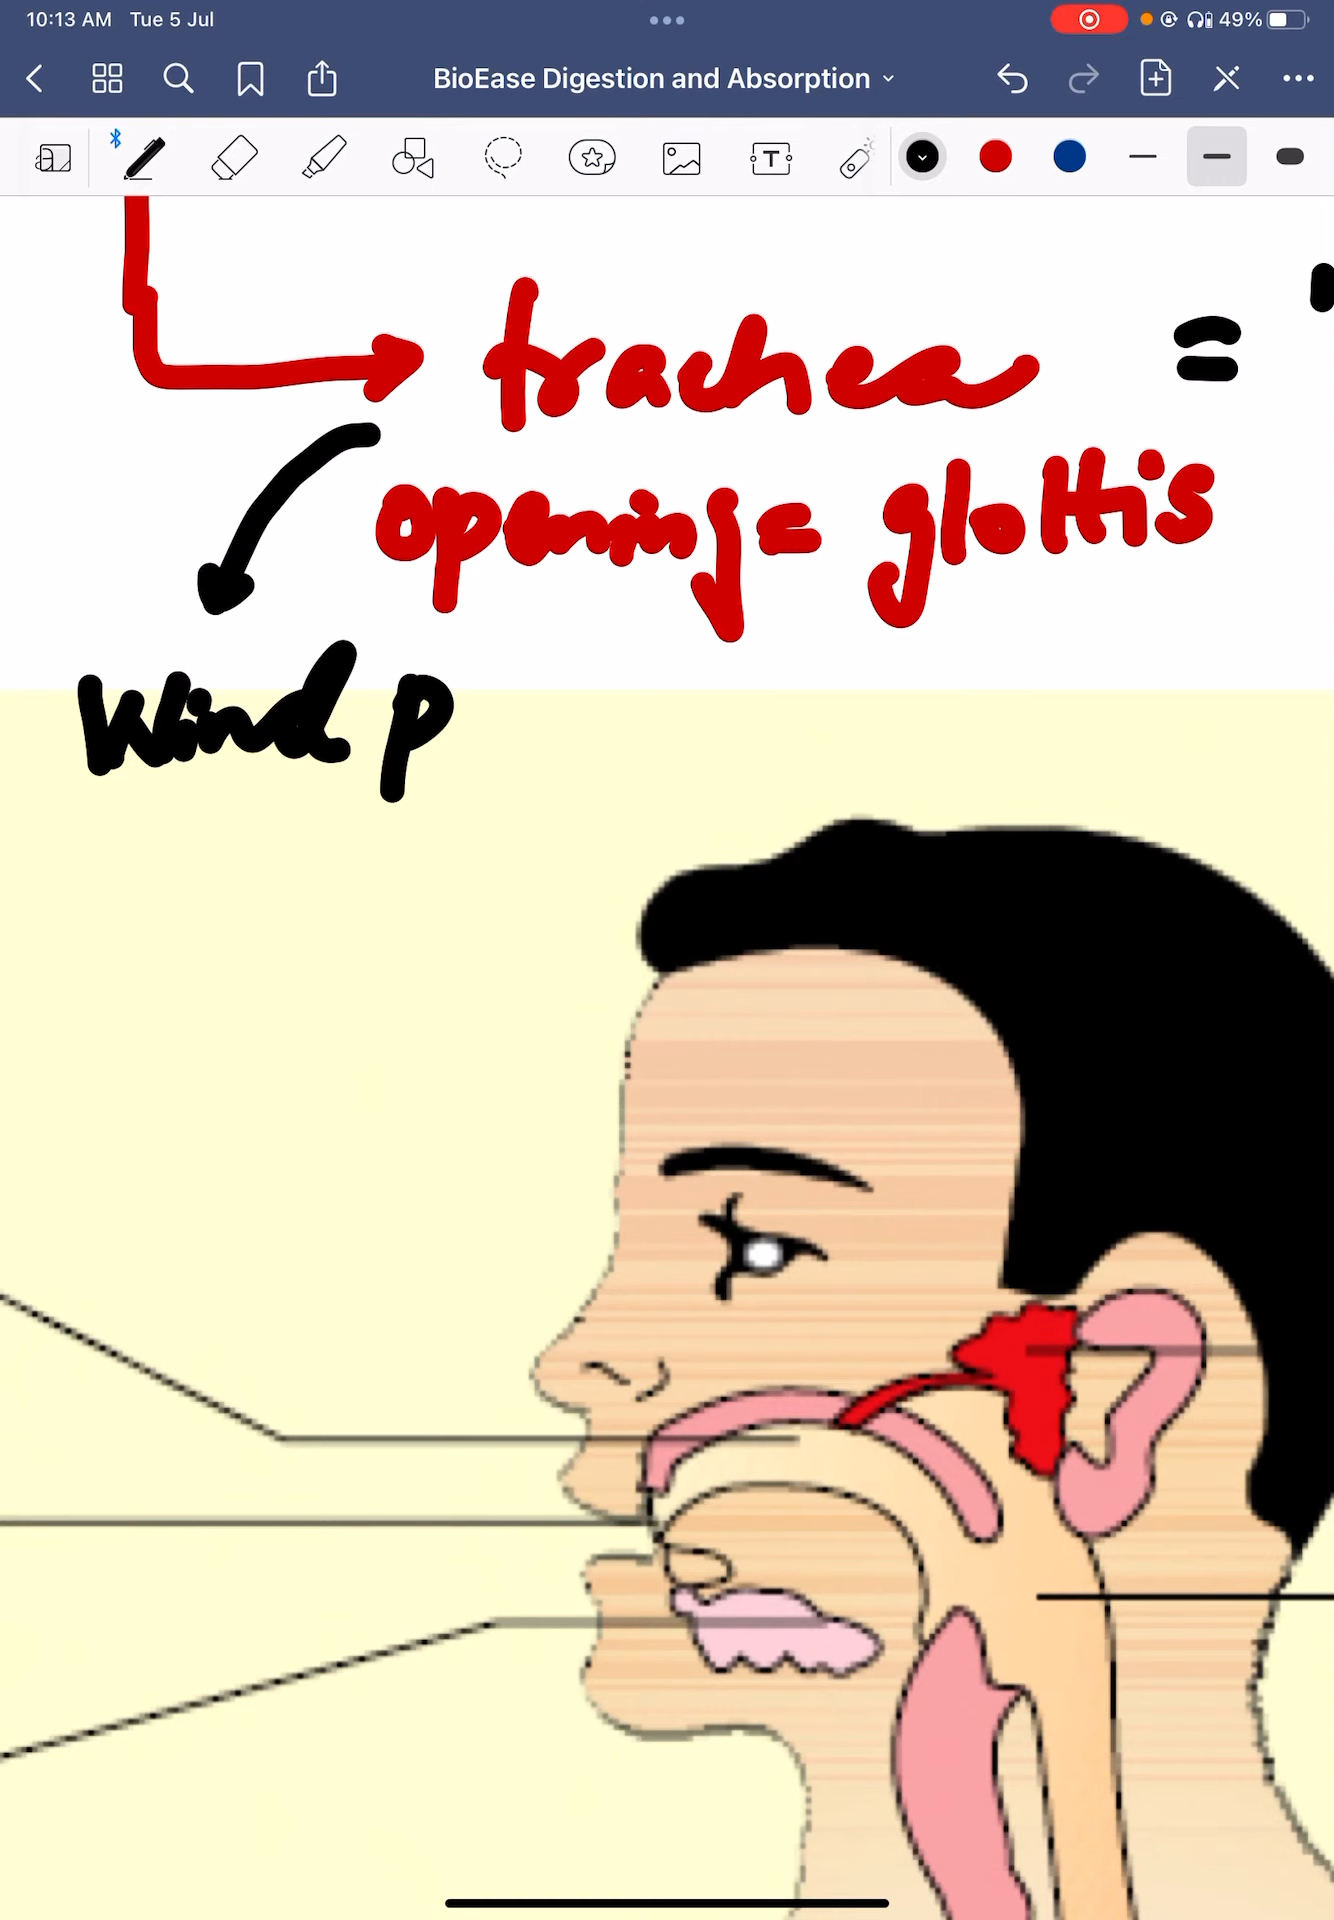 10:13 AM Tue 5 Jul
49%
BioEase Digestion and Absorption
T
trachea =
opening = glottis
Wind p